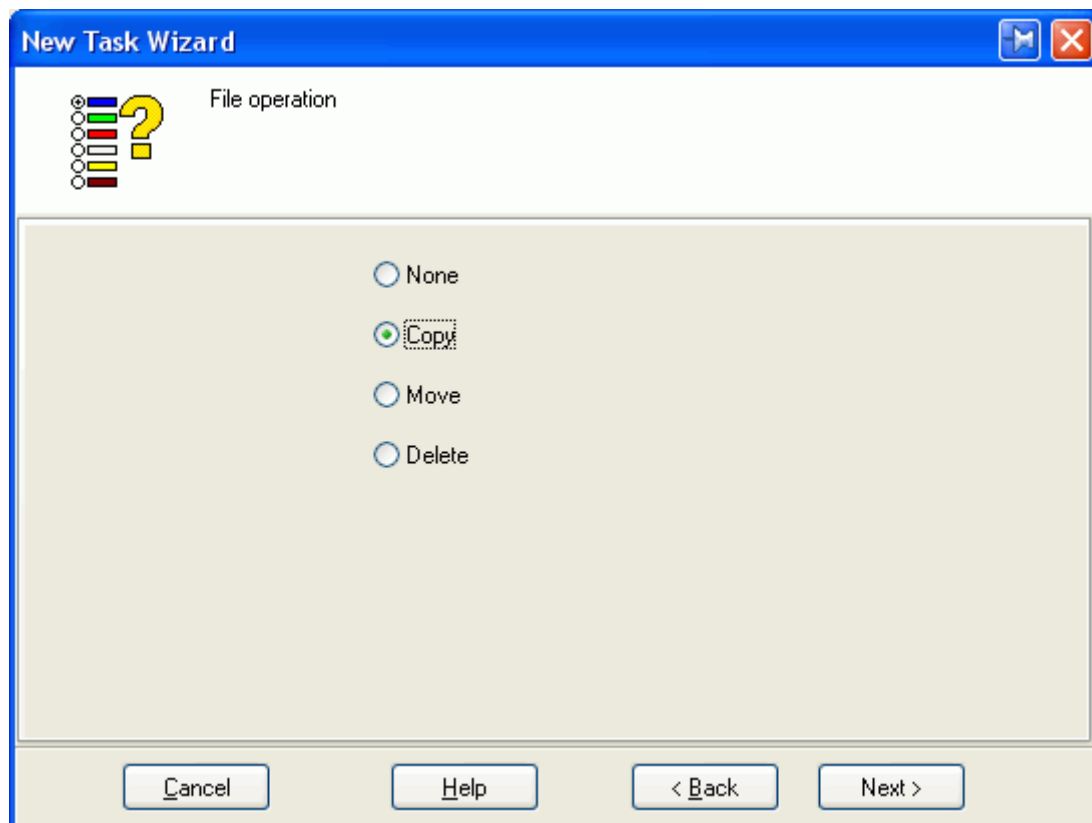 New Task Wizard
File operation
None
Copy
Move
Delete
Cancel
Help
< Back
Next >